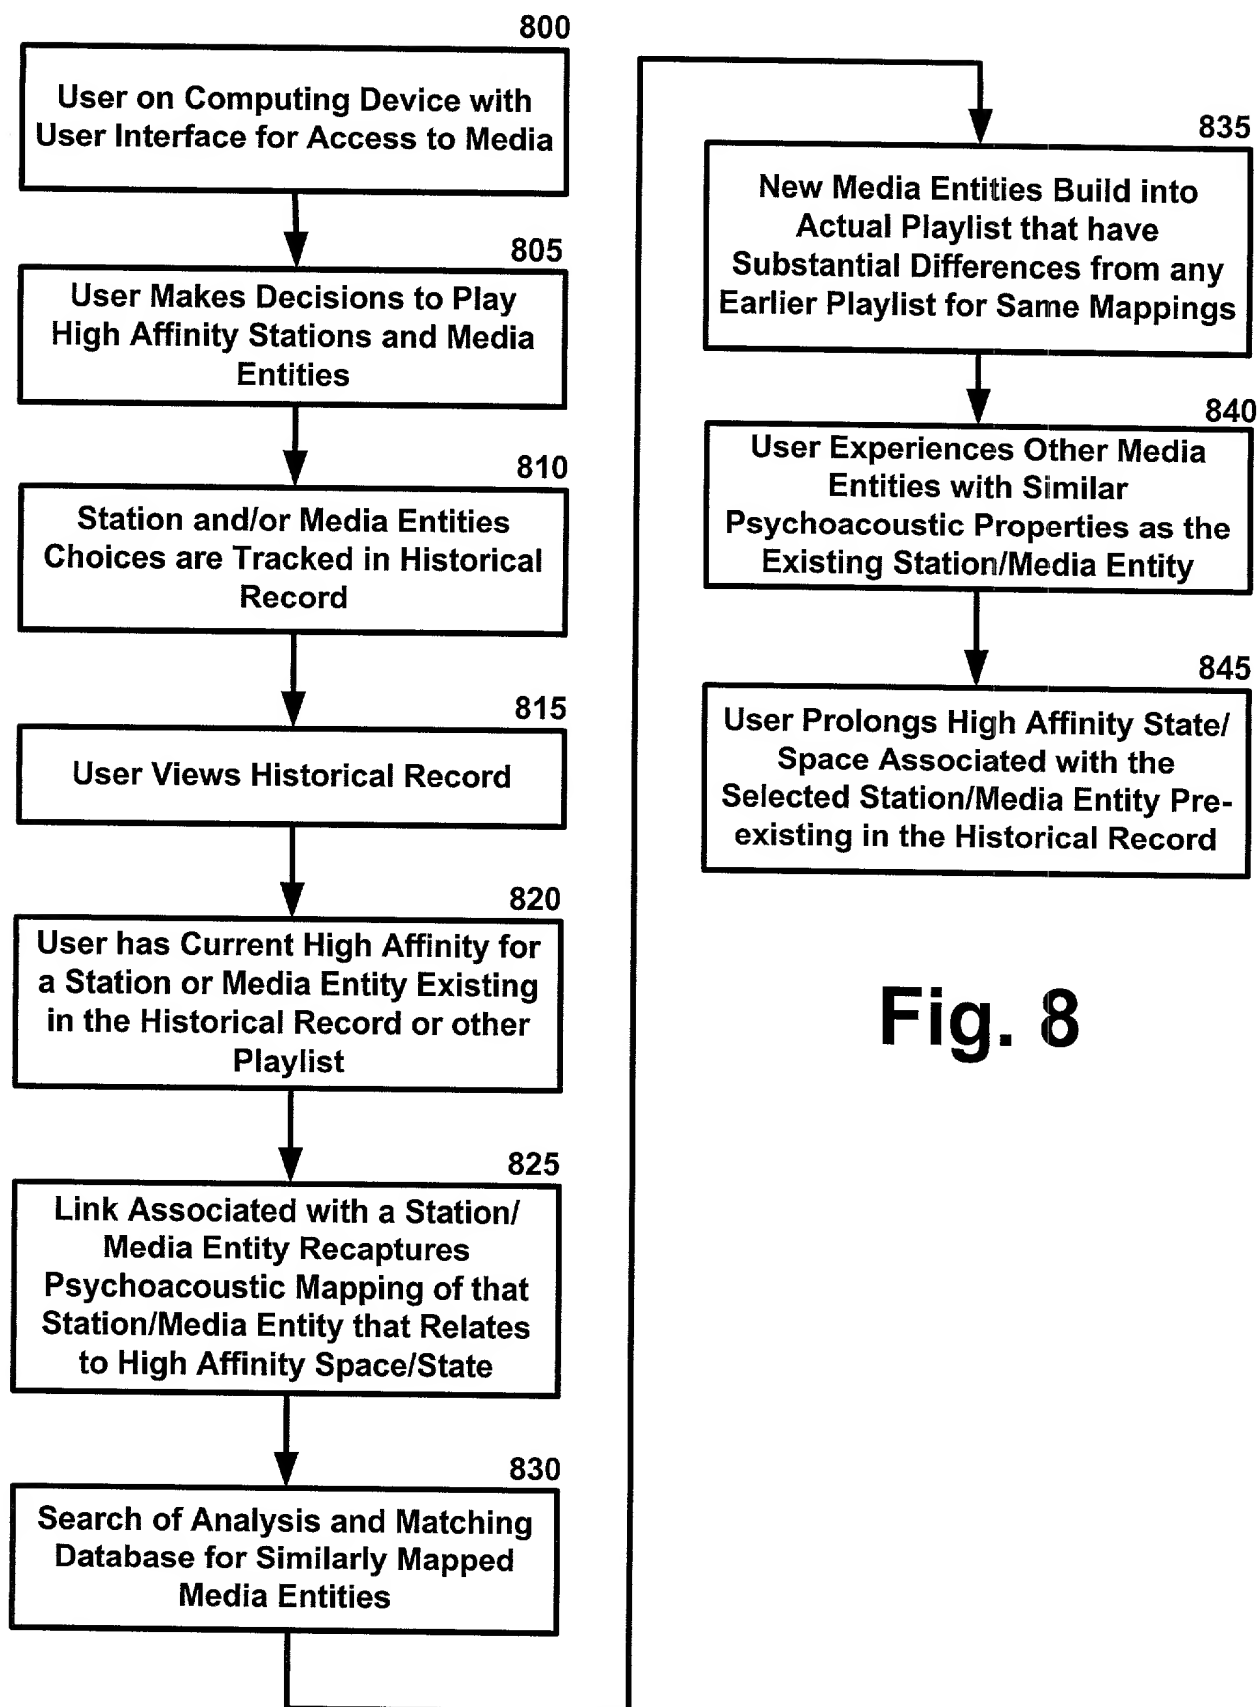 800
User on Computing Device with
User Interface for Access to Media
805
User Makes Decisions to Play
High Affinity Stations and Media
Entities
810
Station and/or Media Entities
Choices are Tracked in Historical
Record
815
User Views Historical Record
820
User has Current High Affinity for
a Station or Media Entity Existing
in the Historical Record or other
Playlist
825
Link Associated with a Station/
Media Entity Recaptures
Psychoacoustic Mapping of that
Station/Media Entity that Relates
to High Affinity Space/State
830
Search of Analysis and Matching
Database for Similarly Mapped
Media Entities
835
New Media Entities Build into
Actual Playlist that have
Substantial Differences from any
Earlier Playlist for Same Mappings
840
User Experiences Other Media
Entities with Similar
Psychoacoustic Properties as the
Existing Station/Media Entity
845
User Prolongs High Affinity State/
Space Associated with the
Selected Station/Media Entity Pre-
existing in the Historical Record
Fig. 8